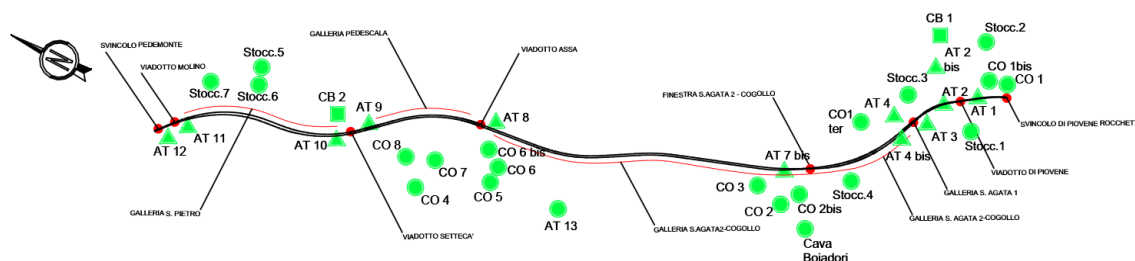 SVINCOLO PEDEMONTE
VIADOTTO MOLINO
Stocc.7
Stocc.5
Stocc.6
GALLERIA PEDESCALA
VIADOTTO ASSA
CB 2
AT 9
AT 8
AT 12
AT 11
AT 10
GALLERIA S. PIETRO
CO 8
CO 7
CO 4
VIADOTTO SETTECA'
CO 6 bis
CO 6
CO 5
AT 13
FINESTRA S.AGATA 2 - COGOLLO
GALLERIA S.AGATA2-COGOLLO
AT 7 bis
CO 3
CO 2
CO 2bis
Cava
Boiadori
Stocc.4
CO1
ter
AT 4
Stocc.3
CB 1
AT 2
bis
Stocc.2
CO 1bis
CO 1
AT 2
AT 1
AT 3
AT 4 bis
Stocc.1
SVINCOLO DI PIOVENE ROCCHET
VIADOTTO DI PIOVENE
GALLERIA S. AGATA 1
GALLERIA S. AGATA 2-COGOLLO